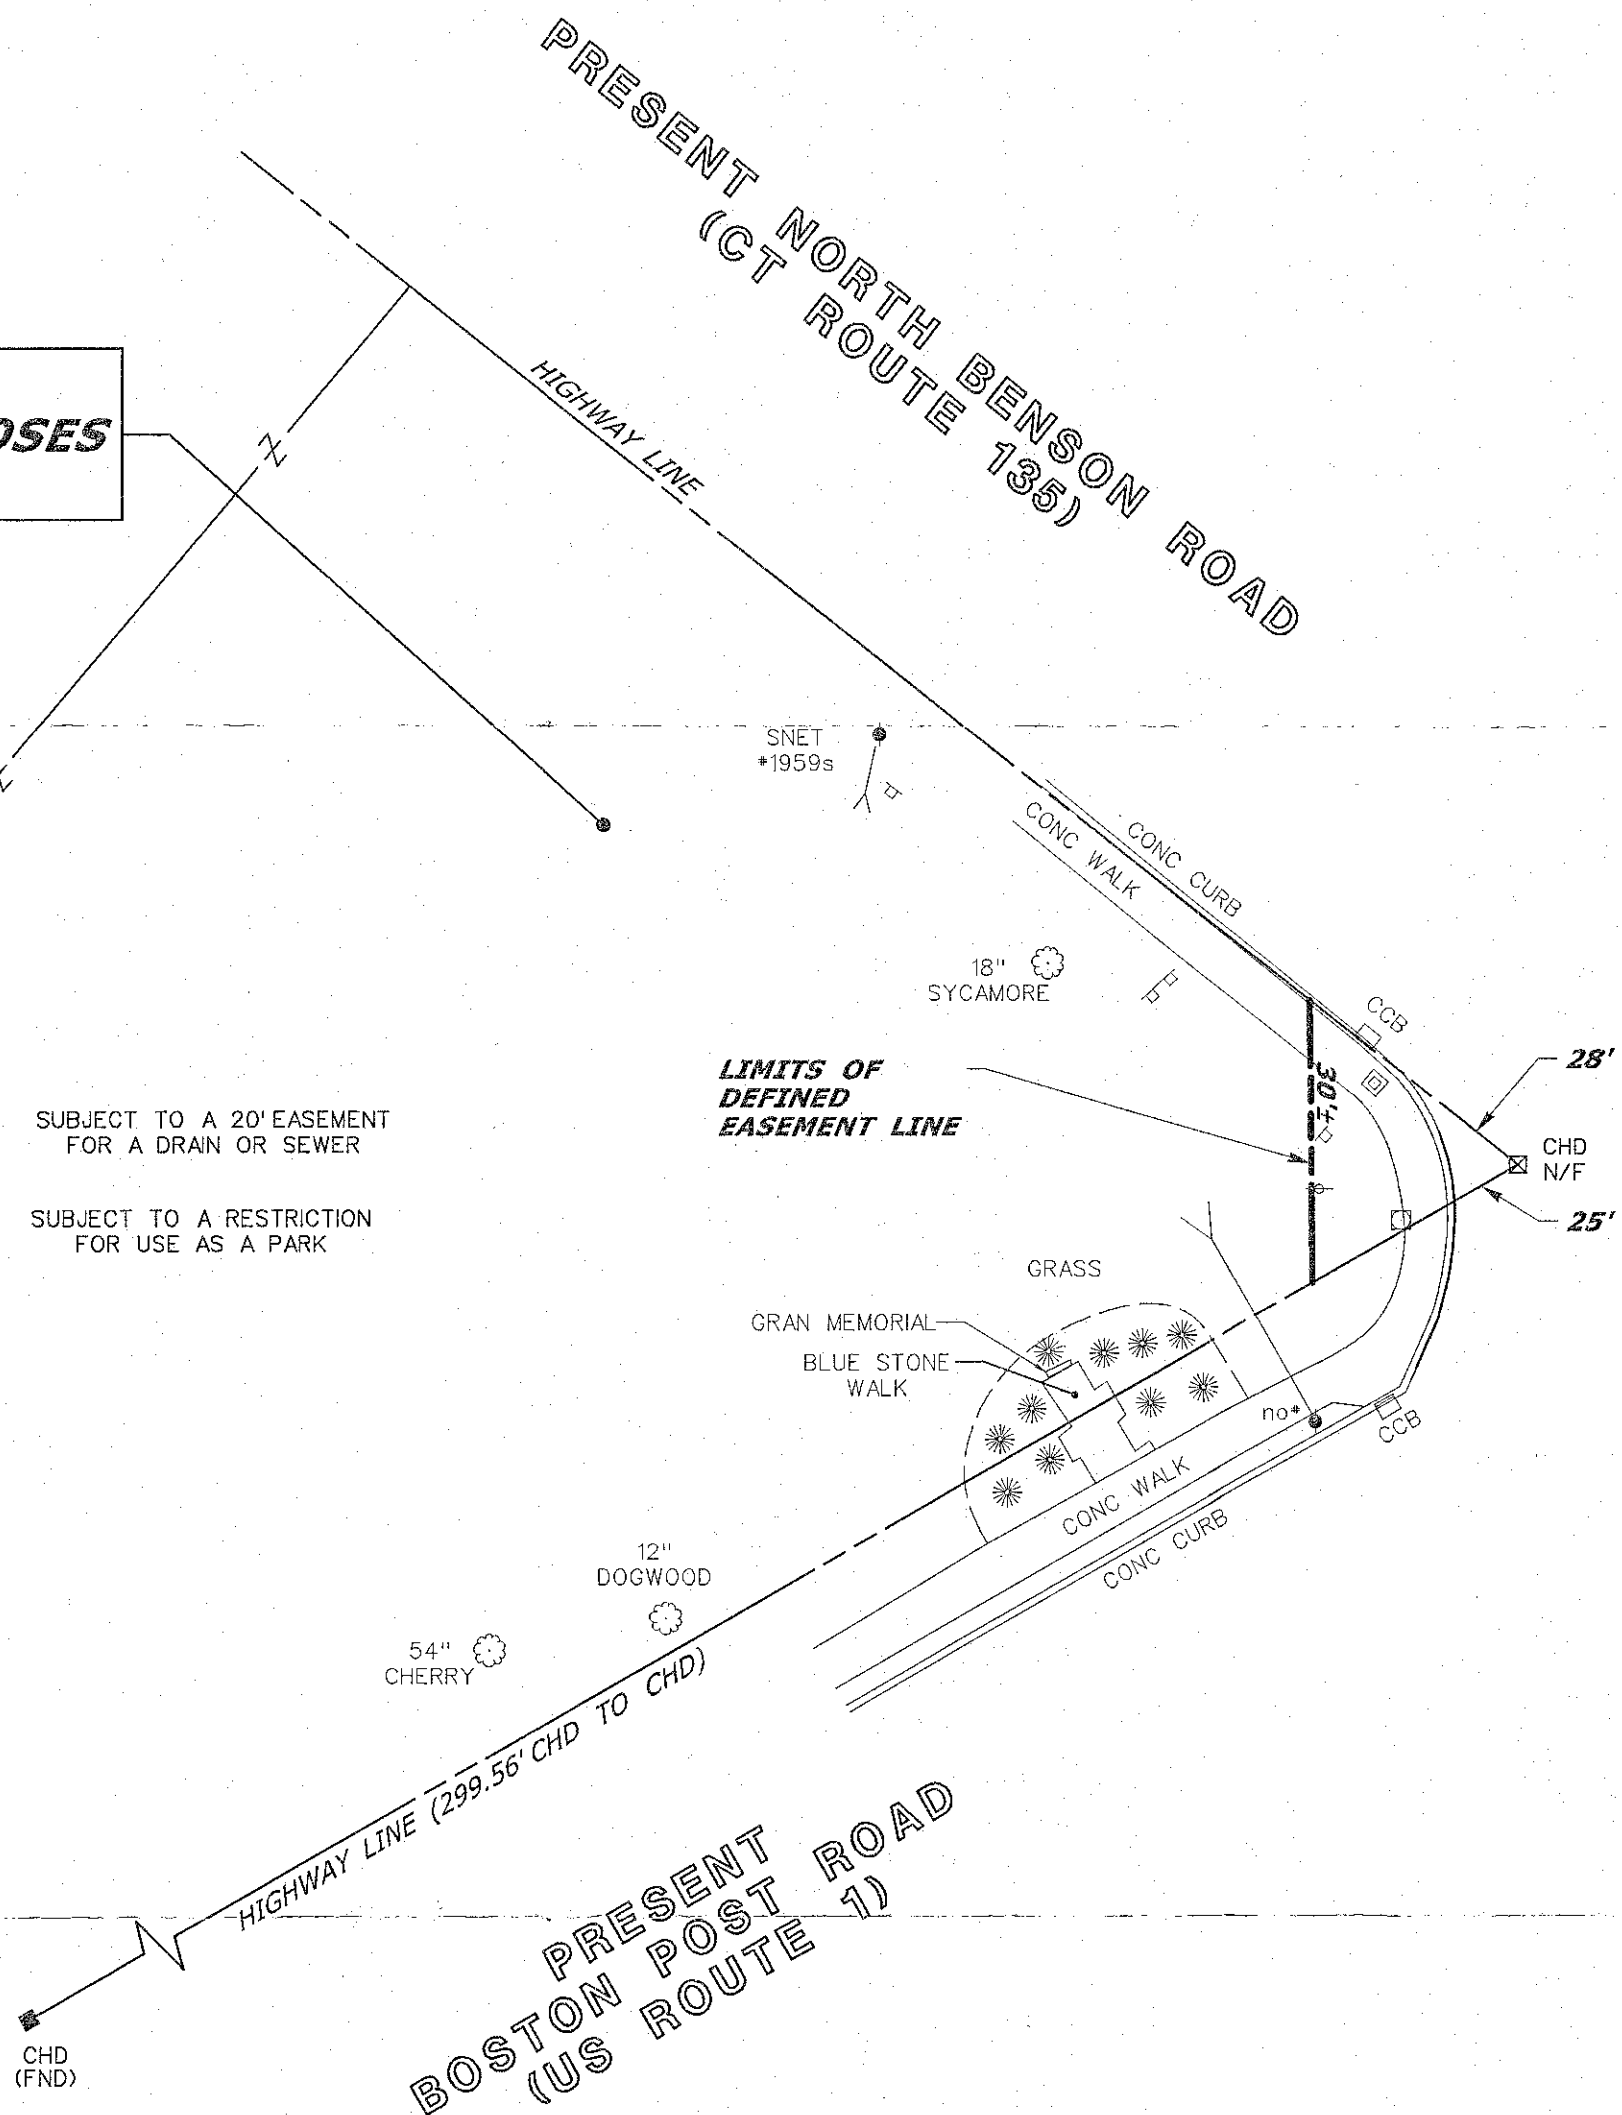 PRESENT NORTH BENSON ROAD
(CT ROUTE 135)
HIGHWAY LINE
SNET
#1959s
CONC WALK
CONC CURB
18"
SYCAMORE
CCB
28'
LIMITS OF
DEFINED
EASEMENT LINE
30'±
CHD
N/F
25'
SUBJECT TO A 20' EASEMENT
FOR A DRAIN OR SEWER
SUBJECT TO A RESTRICTION
FOR USE AS A PARK
GRASS
GRAN MEMORIAL
BLUE STONE
WALK
no#
CCB
CONC WALK
CONC CURB
12"
DOGWOOD
54"
CHERRY
HIGHWAY LINE (299.56' CHD TO CHD)
PRESENT
BOSTON POST ROAD
(US ROUTE 1)
CHD
(FND)